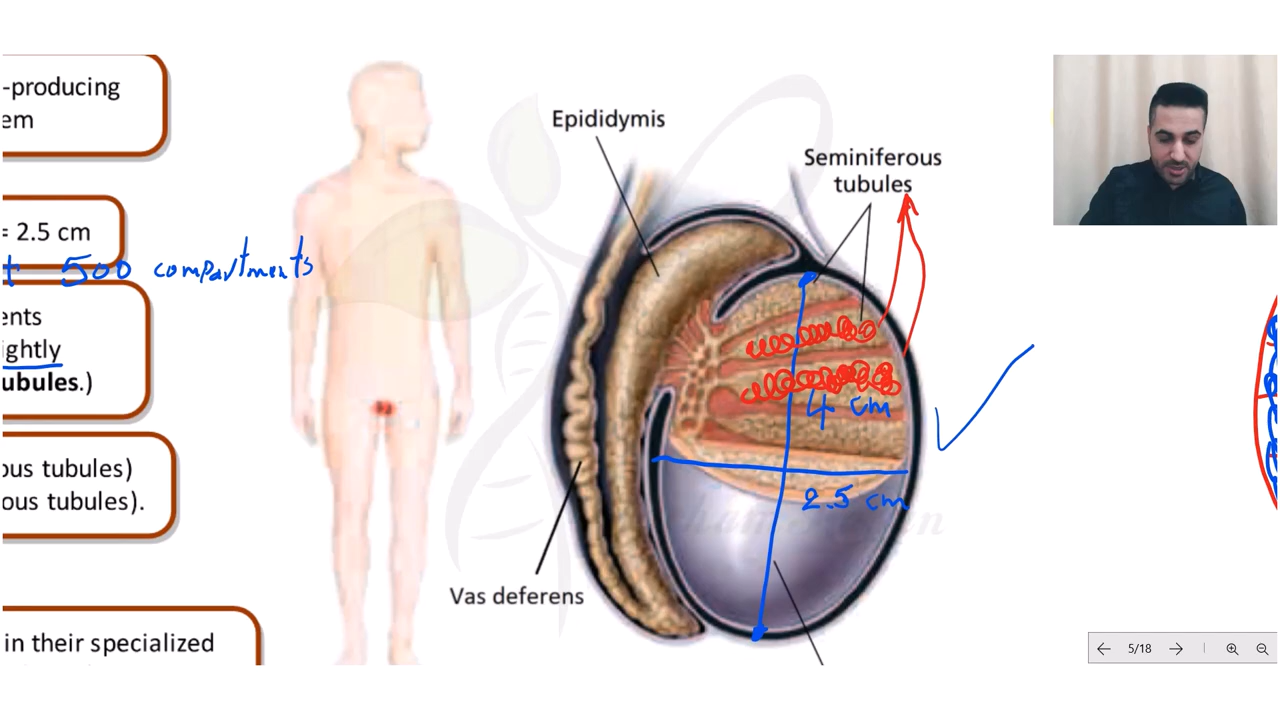 -producing
em
= 2.5 cm
500 compartments
ents
ightly
ubules.)
ous tubules)
ous tubules).
in their specialized
Epididymis
Seminiferous
tubules
4 cm
2.5 cm
Vas deferens
5/18